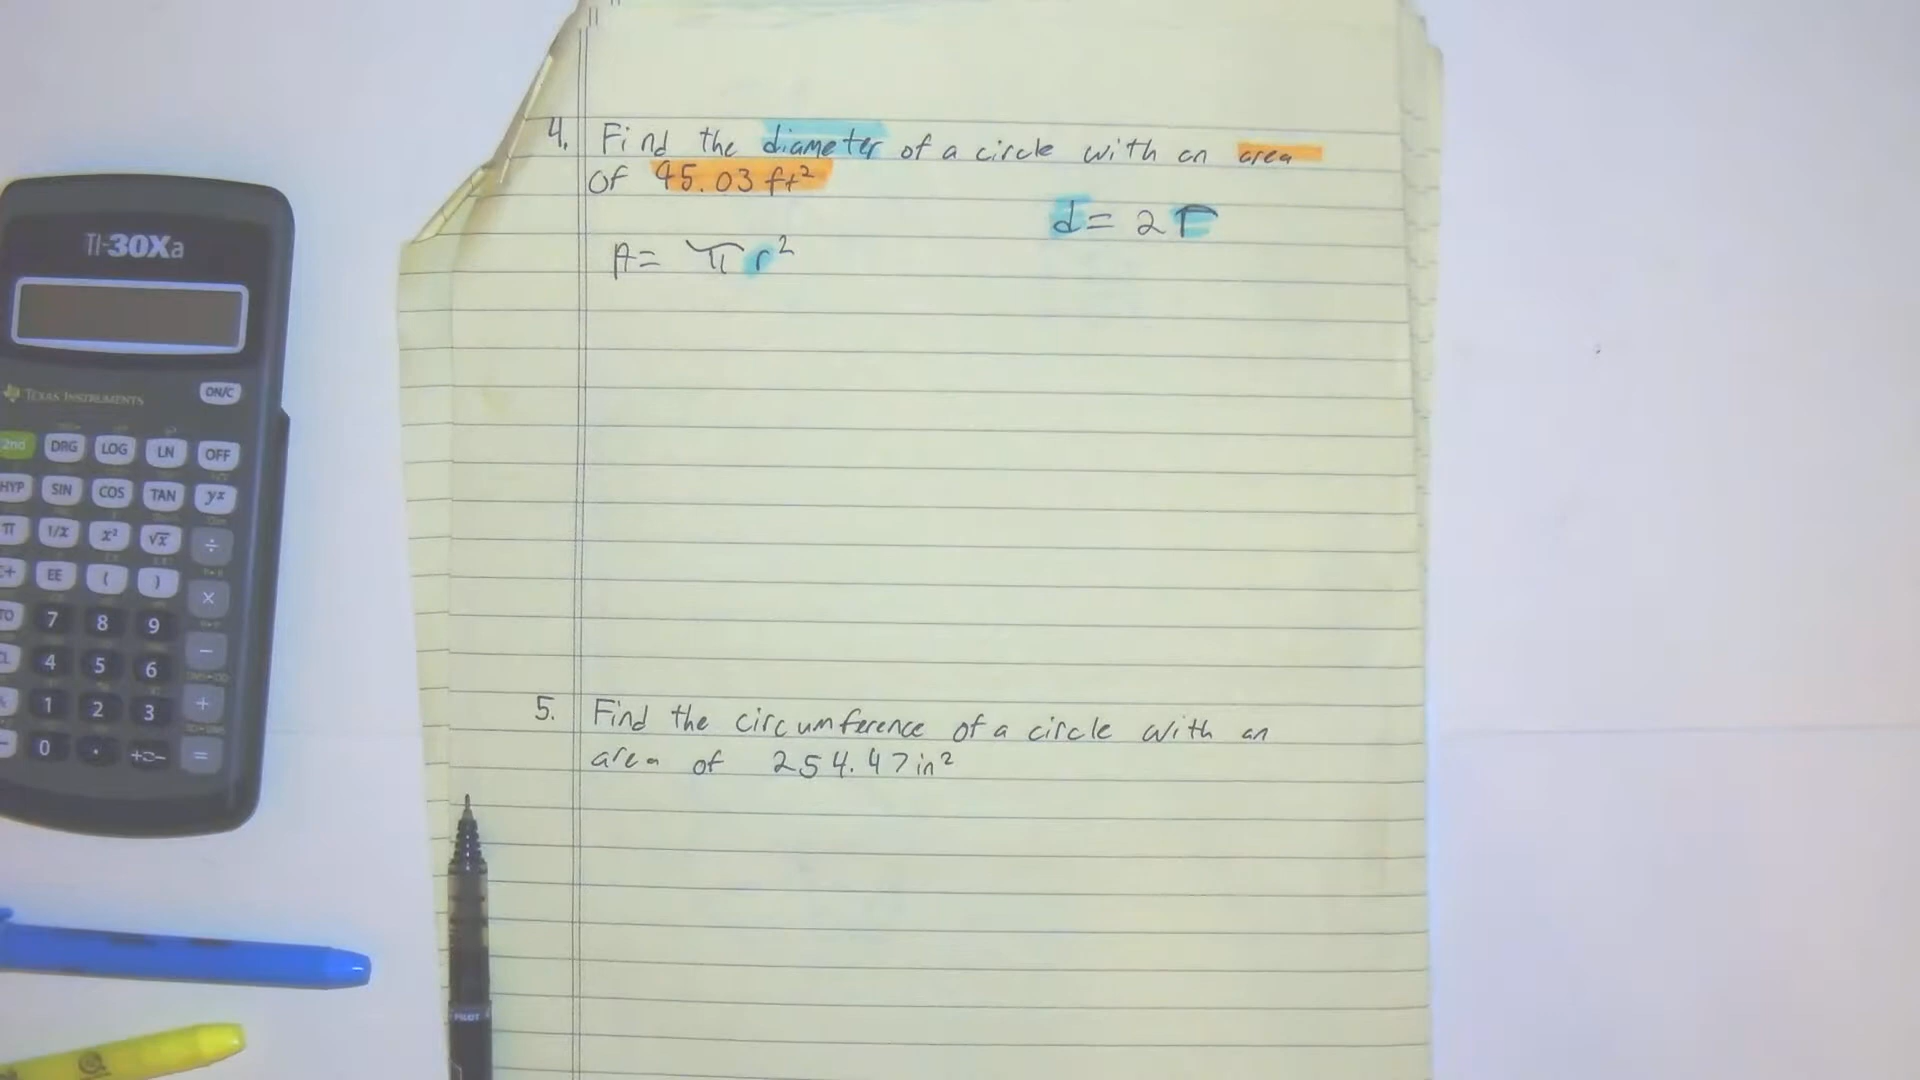 4. Find the diameter of a circle with an area
of 45.03 ft²
d = 2r
A = πr²
5. Find the circumference of a circle with an
area of 254.47 in²
TI-30Xa
TEXAS INSTRUMENTS
ON/C
2nd DRG LOG LN OFF
HYP SIN COS TAN yx
π 1/x x² √x ÷
EE ( ) ×
7 8 9 −
4 5 6 +
1 2 3
0 . =
PILOT